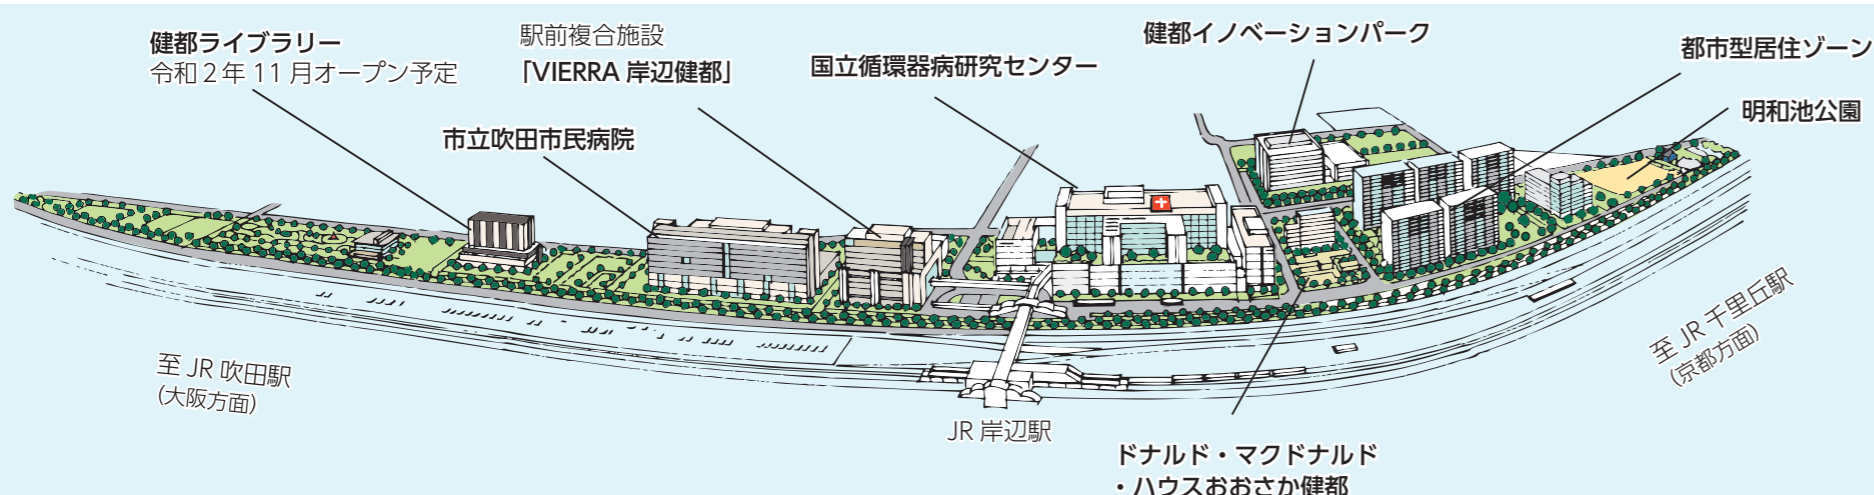 健都ライブラリー
令和2年11月オープン予定
市立吹田市民病院
駅前複合施設
「VIERRA 岸辺健都」
国立循環器病研究センター
健都イノベーションパーク
都市型居住ゾーン
明和池公園
至 JR 吹田駅
(大阪方面)
JR 岸辺駅
ドナルド・マクドナルド
・ハウスおおさか健都
至 JR 千里丘駅
(京都方面)